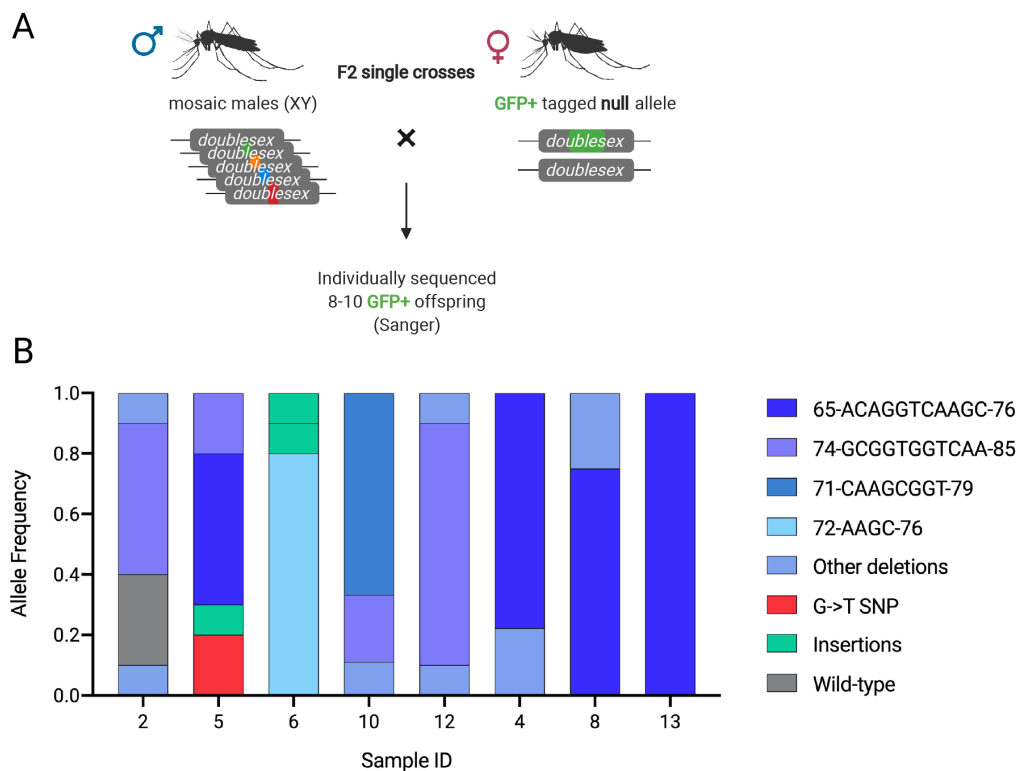 A
F2 single crosses
mosaic males (XY)
GFP+ tagged null allele
doublesex
doublesex
doublesex
doublesex
doublesex
doublesex
doublesex
Individually sequenced
8-10 GFP+ offspring
(Sanger)
B
Allele Frequency
1.0
0.8
0.6
0.4
0.2
0.0
2 5 6 10 12 4 8 13
Sample ID
65-ACAGGTCAAGC-76
74-GCGGTGGTCAA-85
71-CAAGCGGT-79
72-AAGC-76
Other deletions
G->T SNP
Insertions
Wild-type